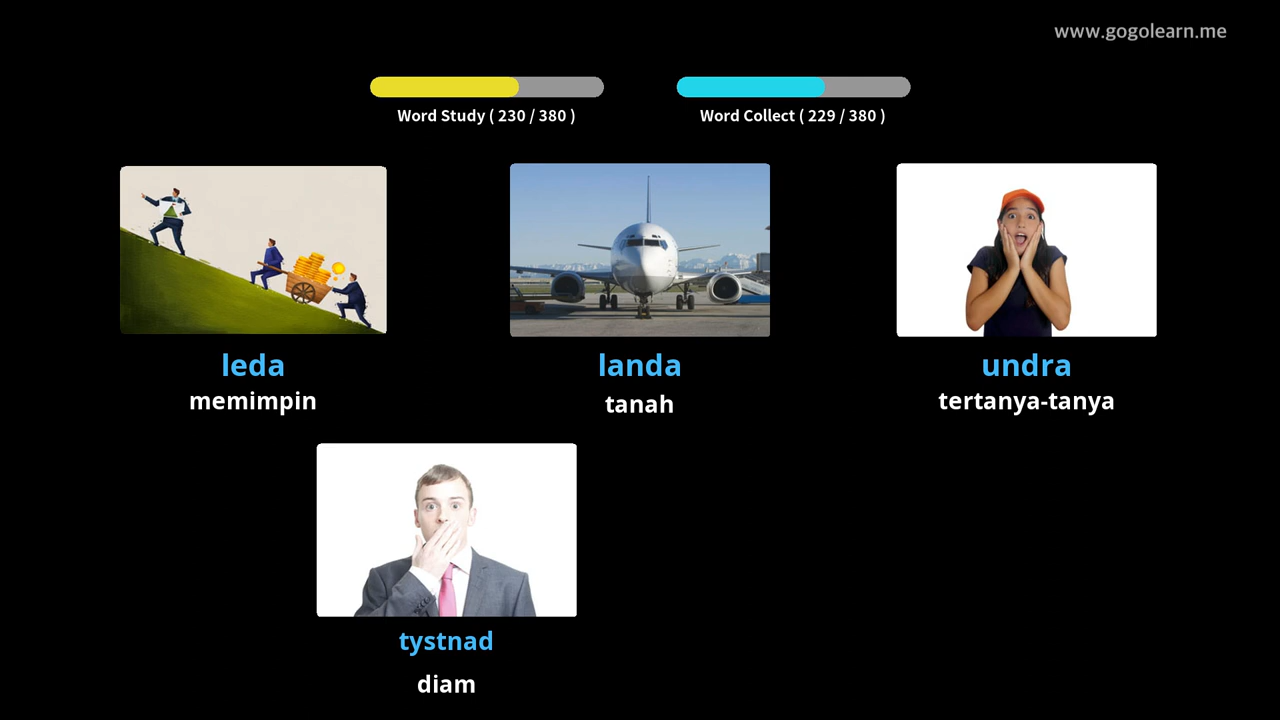 www.gogolearn.me
Word Study ( 230 / 380 )
Word Collect ( 229 / 380 )
leda
memimpin
landa
tanah
undra
tertanya-tanya
tystnad
diam